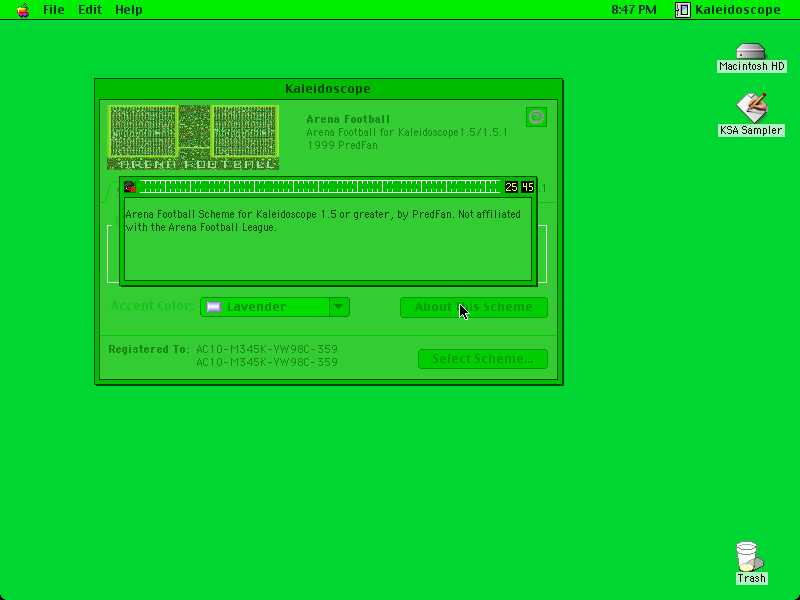 File Edit Help
8:47 PM Kaleidoscope
Macintosh HD
KSA Sampler
Kaleidoscope
Arena Football
Arena Football for Kaleidoscope1.5/1.5.1
1999 PredFan
ARENA FOOTBALL
25 45
.1
Arena Football Scheme for Kaleidoscope 1.5 or greater, by PredFan. Not affiliated
with the Arena Football League.
Accent Color: Lavender
About This Scheme
Registered To: AC10-M345K-YW98C-359
AC10-M345K-YW98C-359
Select Scheme...
Trash